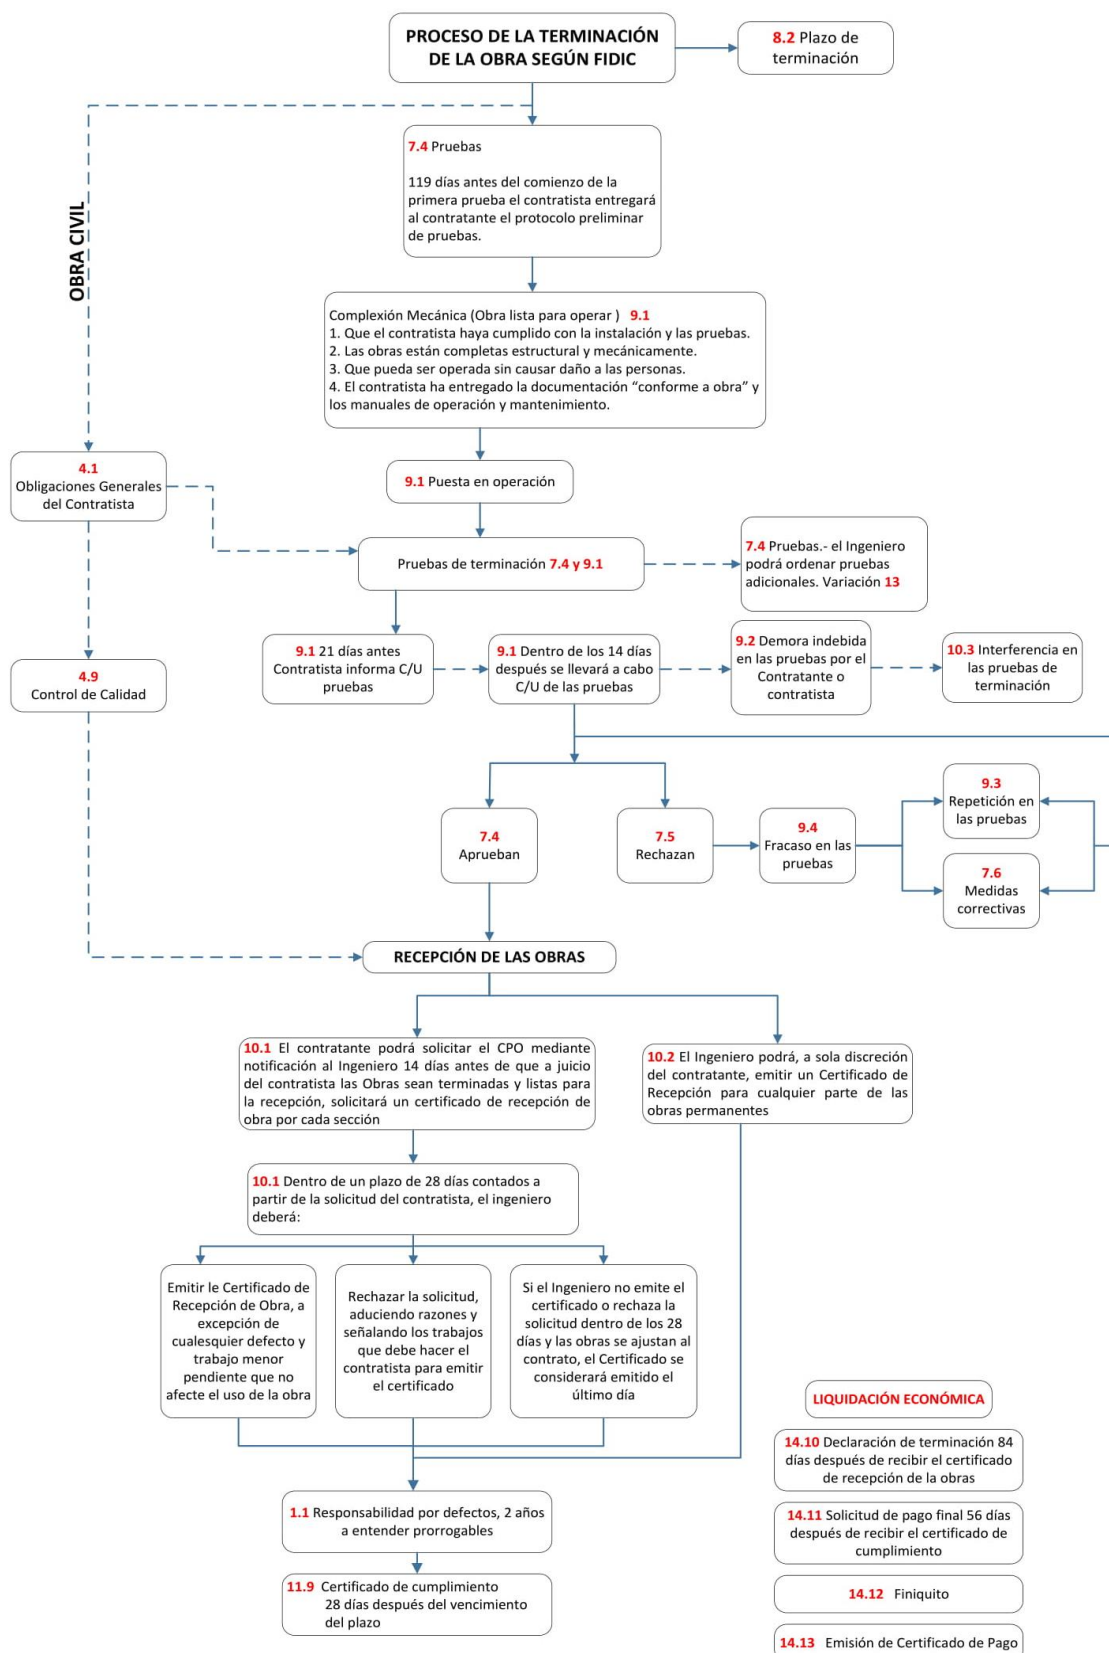 PROCESO DE LA TERMINACIÓN
DE LA OBRA SEGÚN FIDIC
8.2 Plazo de
terminación
7.4 Pruebas
119 días antes del comienzo de la
primera prueba el contratista entregará
al contratante el protocolo preliminar
de pruebas.
OBRA CIVIL
Complexión Mecánica (Obra lista para operar ) 9.1
1. Que el contratista haya cumplido con la instalación y las pruebas.
2. Las obras están completas estructural y mecánicamente.
3. Que pueda ser operada sin causar daño a las personas.
4. El contratista ha entregado la documentación “conforme a obra” y
los manuales de operación y mantenimiento.
4.1
Obligaciones Generales
del Contratista
9.1 Puesta en operación
Pruebas de terminación 7.4 y 9.1
7.4 Pruebas.- el Ingeniero
podrá ordenar pruebas
adicionales. Variación 13
9.1 21 días antes
Contratista informa C/U
pruebas
9.1 Dentro de los 14 días
después se llevará a cabo
C/U de las pruebas
9.2 Demora indebida
en las pruebas por el
Contratante o
contratista
10.3 Interferencia en
las pruebas de
terminación
4.9
Control de Calidad
7.4
Aprueban
7.5
Rechazan
9.4
Fracaso en las
pruebas
9.3
Repetición en
las pruebas
7.6
Medidas
correctivas
RECEPCIÓN DE LAS OBRAS
10.1 El contratante podrá solicitar el CPO mediante
notificación al Ingeniero 14 días antes de que a juicio
del contratista las Obras sean terminadas y listas para
la recepción, solicitará un certificado de recepción de
obra por cada sección
10.2 El Ingeniero podrá, a sola discreción
del contratante, emitir un Certificado de
Recepción para cualquier parte de las
obras permanentes
10.1 Dentro de un plazo de 28 días contados a
partir de la solicitud del contratista, el ingeniero
deberá:
Emitir le Certificado de
Recepción de Obra, a
excepción de
cualesquier defecto y
trabajo menor
pendiente que no
afecte el uso de la obra
Rechazar la solicitud,
aduciendo razones y
señalando los trabajos
que debe hacer el
contratista para emitir
el certificado
Si el Ingeniero no emite el
certificado o rechaza la
solicitud dentro de los 28
días y las obras se ajustan al
contrato, el Certificado se
considerará emitido el
último día
1.1 Responsabilidad por defectos, 2 años
a entender prorrogables
11.9 Certificado de cumplimiento
28 días después del vencimiento
del plazo
LIQUIDACIÓN ECONÓMICA
14.10 Declaración de terminación 84
días después de recibir el certificado
de recepción de la obras
14.11 Solicitud de pago final 56 días
después de recibir el certificado de
cumplimiento
14.12 Finiquito
14.13 Emisión de Certificado de Pago